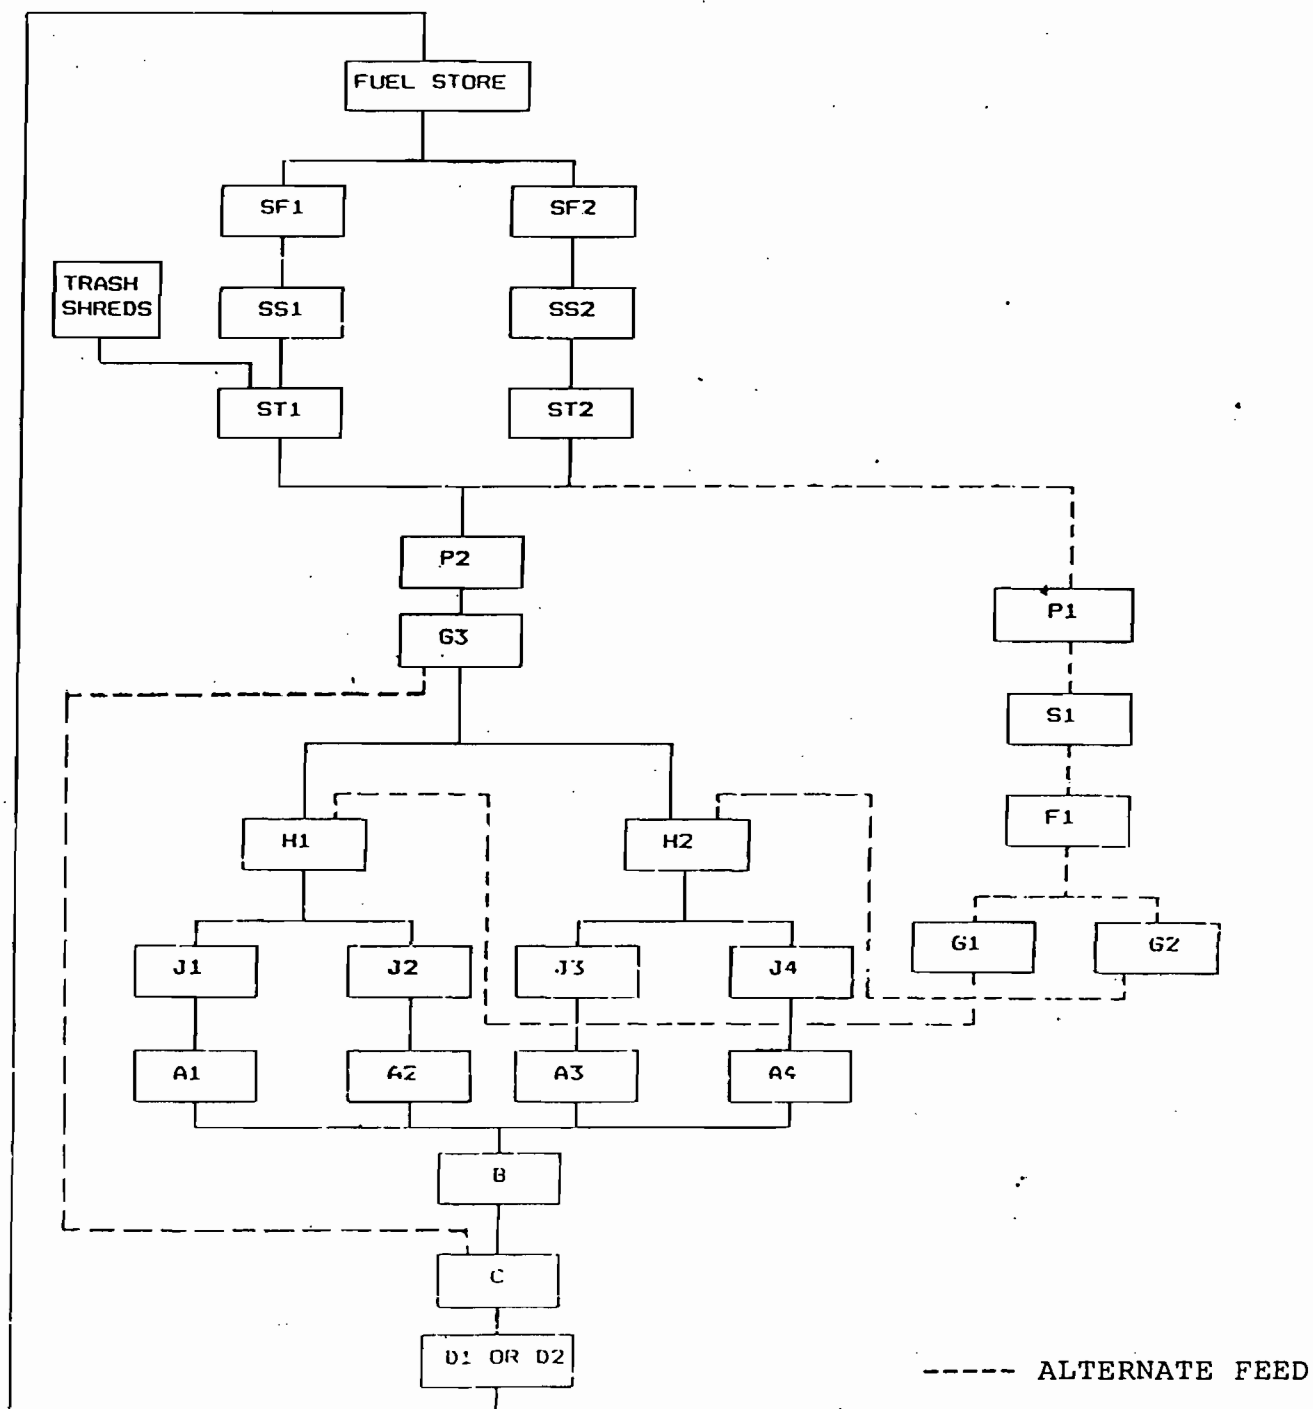 FUEL STORE
SF1
SF2
TRASH
SHREDS
SS1
SS2
ST1
ST2
P2
P1
G3
S1
F1
H1
H2
G1
G2
J1
J2
J3
J4
A1
A2
A3
A4
B
C
D1 OR D2
----- ALTERNATE FEED